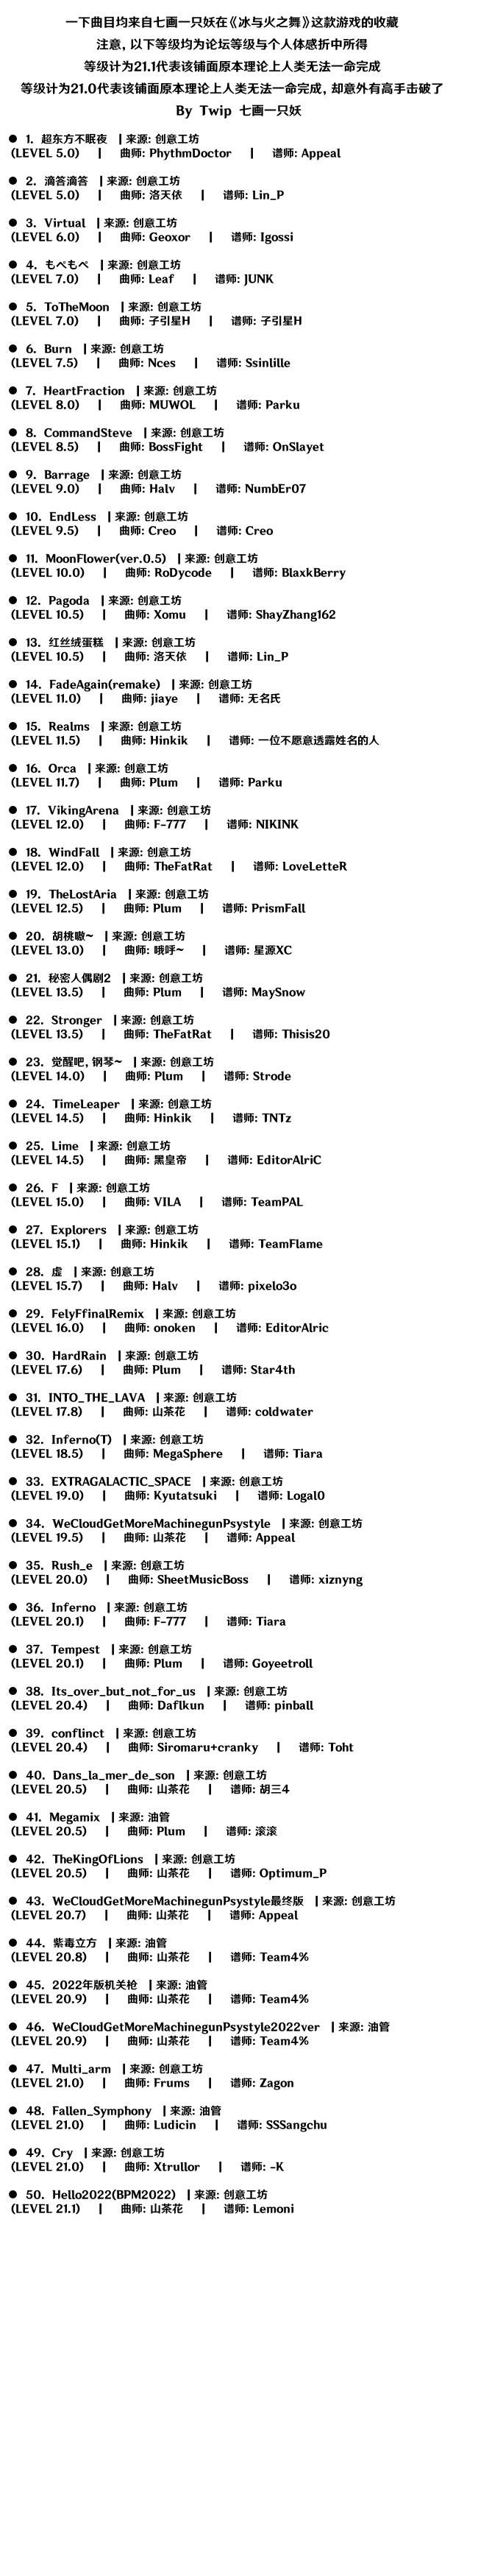 一下曲目均来自七画一只妖在《冰与火之舞》这款游戏的收藏
注意, 以下等级均为论坛等级与个人体感折中所得
等级计为21.1代表该铺面原本理论上人类无法一命完成
等级计为21.0代表该铺面原本理论上人类无法一命完成, 却意外有高手击破了
By Twip 七画一只妖
● 1. 超东方不眠夜 | 来源: 创意工坊
(LEVEL 5.0) | 曲师: PhythmDoctor | 谱师: Appeal
● 2. 滴答滴答 | 来源: 创意工坊
(LEVEL 5.0) | 曲师: 洛天依 | 谱师: Lin_P
● 3. Virtual | 来源: 创意工坊
(LEVEL 6.0) | 曲师: Geoxor | 谱师: Igossi
● 4. もぺもぺ | 来源: 创意工坊
(LEVEL 7.0) | 曲师: Leaf | 谱师: JUNK
● 5. ToTheMoon | 来源: 创意工坊
(LEVEL 7.0) | 曲师: 子引星H | 谱师: 子引星H
● 6. Burn | 来源: 创意工坊
(LEVEL 7.5) | 曲师: Nces | 谱师: Ssinlille
● 7. HeartFraction | 来源: 创意工坊
(LEVEL 8.0) | 曲师: MUWOL | 谱师: Parku
● 8. CommandSteve | 来源: 创意工坊
(LEVEL 8.5) | 曲师: BossFight | 谱师: OnSlayet
● 9. Barrage | 来源: 创意工坊
(LEVEL 9.0) | 曲师: Halv | 谱师: NumbEr07
● 10. EndLess | 来源: 创意工坊
(LEVEL 9.5) | 曲师: Creo | 谱师: Creo
● 11. MoonFlower(ver.0.5) | 来源: 创意工坊
(LEVEL 10.0) | 曲师: RoDycode | 谱师: BlaxkBerry
● 12. Pagoda | 来源: 创意工坊
(LEVEL 10.5) | 曲师: Xomu | 谱师: ShayZhang162
● 13. 红丝绒蛋糕 | 来源: 创意工坊
(LEVEL 10.5) | 曲师: 洛天依 | 谱师: Lin_P
● 14. FadeAgain(remake) | 来源: 创意工坊
(LEVEL 11.0) | 曲师: jiaye | 谱师: 无名氏
● 15. Realms | 来源: 创意工坊
(LEVEL 11.5) | 曲师: Hinkik | 谱师: 一位不愿意透露姓名的人
● 16. Orca | 来源: 创意工坊
(LEVEL 11.7) | 曲师: Plum | 谱师: Parku
● 17. VikingArena | 来源: 创意工坊
(LEVEL 12.0) | 曲师: F-777 | 谱师: NIKINK
● 18. WindFall | 来源: 创意工坊
(LEVEL 12.0) | 曲师: TheFatRat | 谱师: LoveLetteR
● 19. TheLostAria | 来源: 创意工坊
(LEVEL 12.5) | 曲师: Plum | 谱师: PrismFall
● 20. 胡桃嗷~ | 来源: 创意工坊
(LEVEL 13.0) | 曲师: 哦呼~ | 谱师: 星源XC
● 21. 秘密人偶剧2 | 来源: 创意工坊
(LEVEL 13.5) | 曲师: Plum | 谱师: MaySnow
● 22. Stronger | 来源: 创意工坊
(LEVEL 13.5) | 曲师: TheFatRat | 谱师: Thisis20
● 23. 觉醒吧, 钢琴~ | 来源: 创意工坊
(LEVEL 14.0) | 曲师: Plum | 谱师: Strode
● 24. TimeLeaper | 来源: 创意工坊
(LEVEL 14.5) | 曲师: Hinkik | 谱师: TNTz
● 25. Lime | 来源: 创意工坊
(LEVEL 14.5) | 曲师: 黑皇帝 | 谱师: EditorAlriC
● 26. F | 来源: 创意工坊
(LEVEL 15.0) | 曲师: VILA | 谱师: TeamPAL
● 27. Explorers | 来源: 创意工坊
(LEVEL 15.1) | 曲师: Hinkik | 谱师: TeamFlame
● 28. 虚 | 来源: 创意工坊
(LEVEL 15.7) | 曲师: Halv | 谱师: pixelo3o
● 29. FelyFfinalRemix | 来源: 创意工坊
(LEVEL 16.0) | 曲师: onoken | 谱师: EditorAlric
● 30. HardRain | 来源: 创意工坊
(LEVEL 17.6) | 曲师: Plum | 谱师: Star4th
● 31. INTO_THE_LAVA | 来源: 创意工坊
(LEVEL 17.8) | 曲师: 山茶花 | 谱师: coldwater
● 32. Inferno(T) | 来源: 创意工坊
(LEVEL 18.5) | 曲师: MegaSphere | 谱师: Tiara
● 33. EXTRAGALACTIC_SPACE | 来源: 创意工坊
(LEVEL 19.0) | 曲师: Kyutatsuki | 谱师: Logal0
● 34. WeCloudGetMoreMachinegunPsystyle | 来源: 创意工坊
(LEVEL 19.5) | 曲师: 山茶花 | 谱师: Appeal
● 35. Rush_e | 来源: 创意工坊
(LEVEL 20.0) | 曲师: SheetMusicBoss | 谱师: xiznyng
● 36. Inferno | 来源: 创意工坊
(LEVEL 20.1) | 曲师: F-777 | 谱师: Tiara
● 37. Tempest | 来源: 创意工坊
(LEVEL 20.1) | 曲师: Plum | 谱师: Goyeetroll
● 38. Its_over_but_not_for_us | 来源: 创意工坊
(LEVEL 20.4) | 曲师: Daflkun | 谱师: pinball
● 39. conflinct | 来源: 创意工坊
(LEVEL 20.4) | 曲师: Siromaru+cranky | 谱师: Toht
● 40. Dans_la_mer_de_son | 来源: 创意工坊
(LEVEL 20.5) | 曲师: 山茶花 | 谱师: 胡三4
● 41. Megamix | 来源: 油管
(LEVEL 20.5) | 曲师: Plum | 谱师: 滚滚
● 42. TheKingOfLions | 来源: 创意工坊
(LEVEL 20.5) | 曲师: 山茶花 | 谱师: Optimum_P
● 43. WeCloudGetMoreMachinegunPsystyle最终版 | 来源: 创意工坊
(LEVEL 20.7) | 曲师: 山茶花 | 谱师: Appeal
● 44. 紫毒立方 | 来源: 油管
(LEVEL 20.8) | 曲师: 山茶花 | 谱师: Team4%
● 45. 2022年版机关枪 | 来源: 油管
(LEVEL 20.9) | 曲师: 山茶花 | 谱师: Team4%
● 46. WeCloudGetMoreMachinegunPsystyle2022ver | 来源: 油管
(LEVEL 20.9) | 曲师: 山茶花 | 谱师: Team4%
● 47. Multi_arm | 来源: 创意工坊
(LEVEL 21.0) | 曲师: Frums | 谱师: Zagon
● 48. Fallen_Symphony | 来源: 油管
(LEVEL 21.0) | 曲师: Ludicin | 谱师: SSSangchu
● 49. Cry | 来源: 创意工坊
(LEVEL 21.0) | 曲师: Xtrullor | 谱师: -K
● 50. Hello2022(BPM2022) | 来源: 创意工坊
(LEVEL 21.1) | 曲师: 山茶花 | 谱师: Lemoni